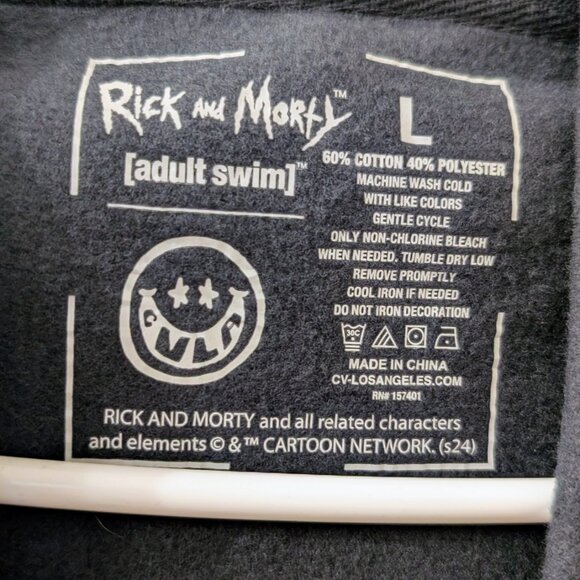 Rick and Morty™
[adult swim]™
CVLA
L
60% COTTON 40% POLYESTER
MACHINE WASH COLD
WITH LIKE COLORS
GENTLE CYCLE
ONLY NON-CHLORINE BLEACH
WHEN NEEDED. TUMBLE DRY LOW
REMOVE PROMPTLY
COOL IRON IF NEEDED
DO NOT IRON DECORATION
30C
MADE IN CHINA
CV-LOSANGELES.COM
RN# 157401
RICK AND MORTY and all related characters
and elements © &™ CARTOON NETWORK. (s24)